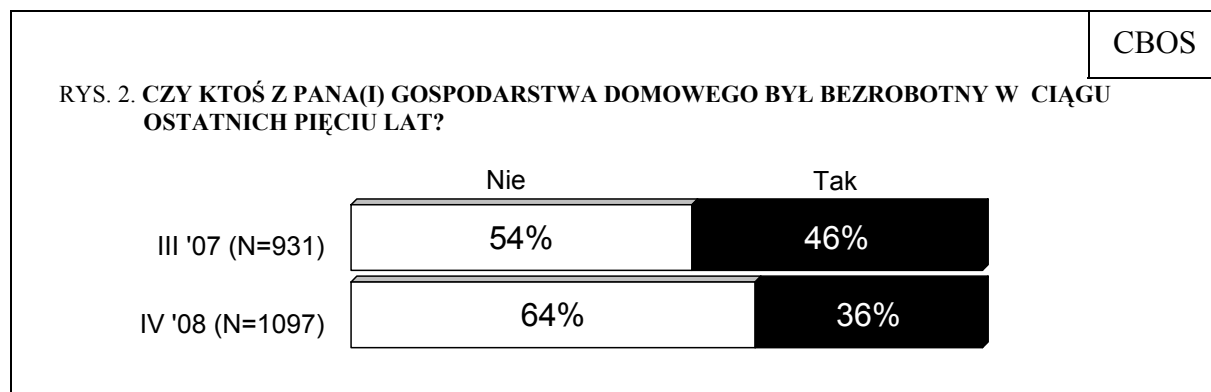 CBOS
RYS. 2. CZY KTOŚ Z PANA(I) GOSPODARSTWA DOMOWEGO BYŁ BEZROBOTNY W CIĄGU
OSTATNICH PIĘCIU LAT?
Nie Tak
III '07 (N=931) 54% 46%
IV '08 (N=1097) 64% 36%